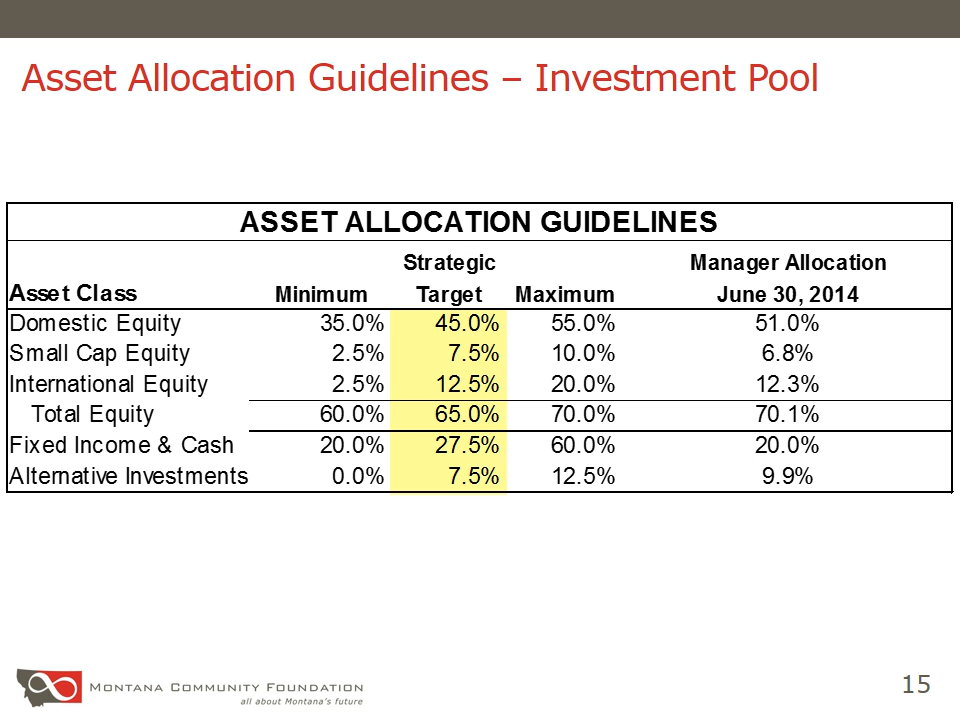 Asset Allocation Guidelines – Investment Pool
ASSET ALLOCATION GUIDELINES
Strategic Manager Allocation
Asset Class Minimum Target Maximum June 30, 2014
Domestic Equity 35.0% 45.0% 55.0% 51.0%
Small Cap Equity 2.5% 7.5% 10.0% 6.8%
International Equity 2.5% 12.5% 20.0% 12.3%
Total Equity 60.0% 65.0% 70.0% 70.1%
Fixed Income & Cash 20.0% 27.5% 60.0% 20.0%
Alternative Investments 0.0% 7.5% 12.5% 9.9%
MONTANA COMMUNITY FOUNDATION
all about Montana's future
15